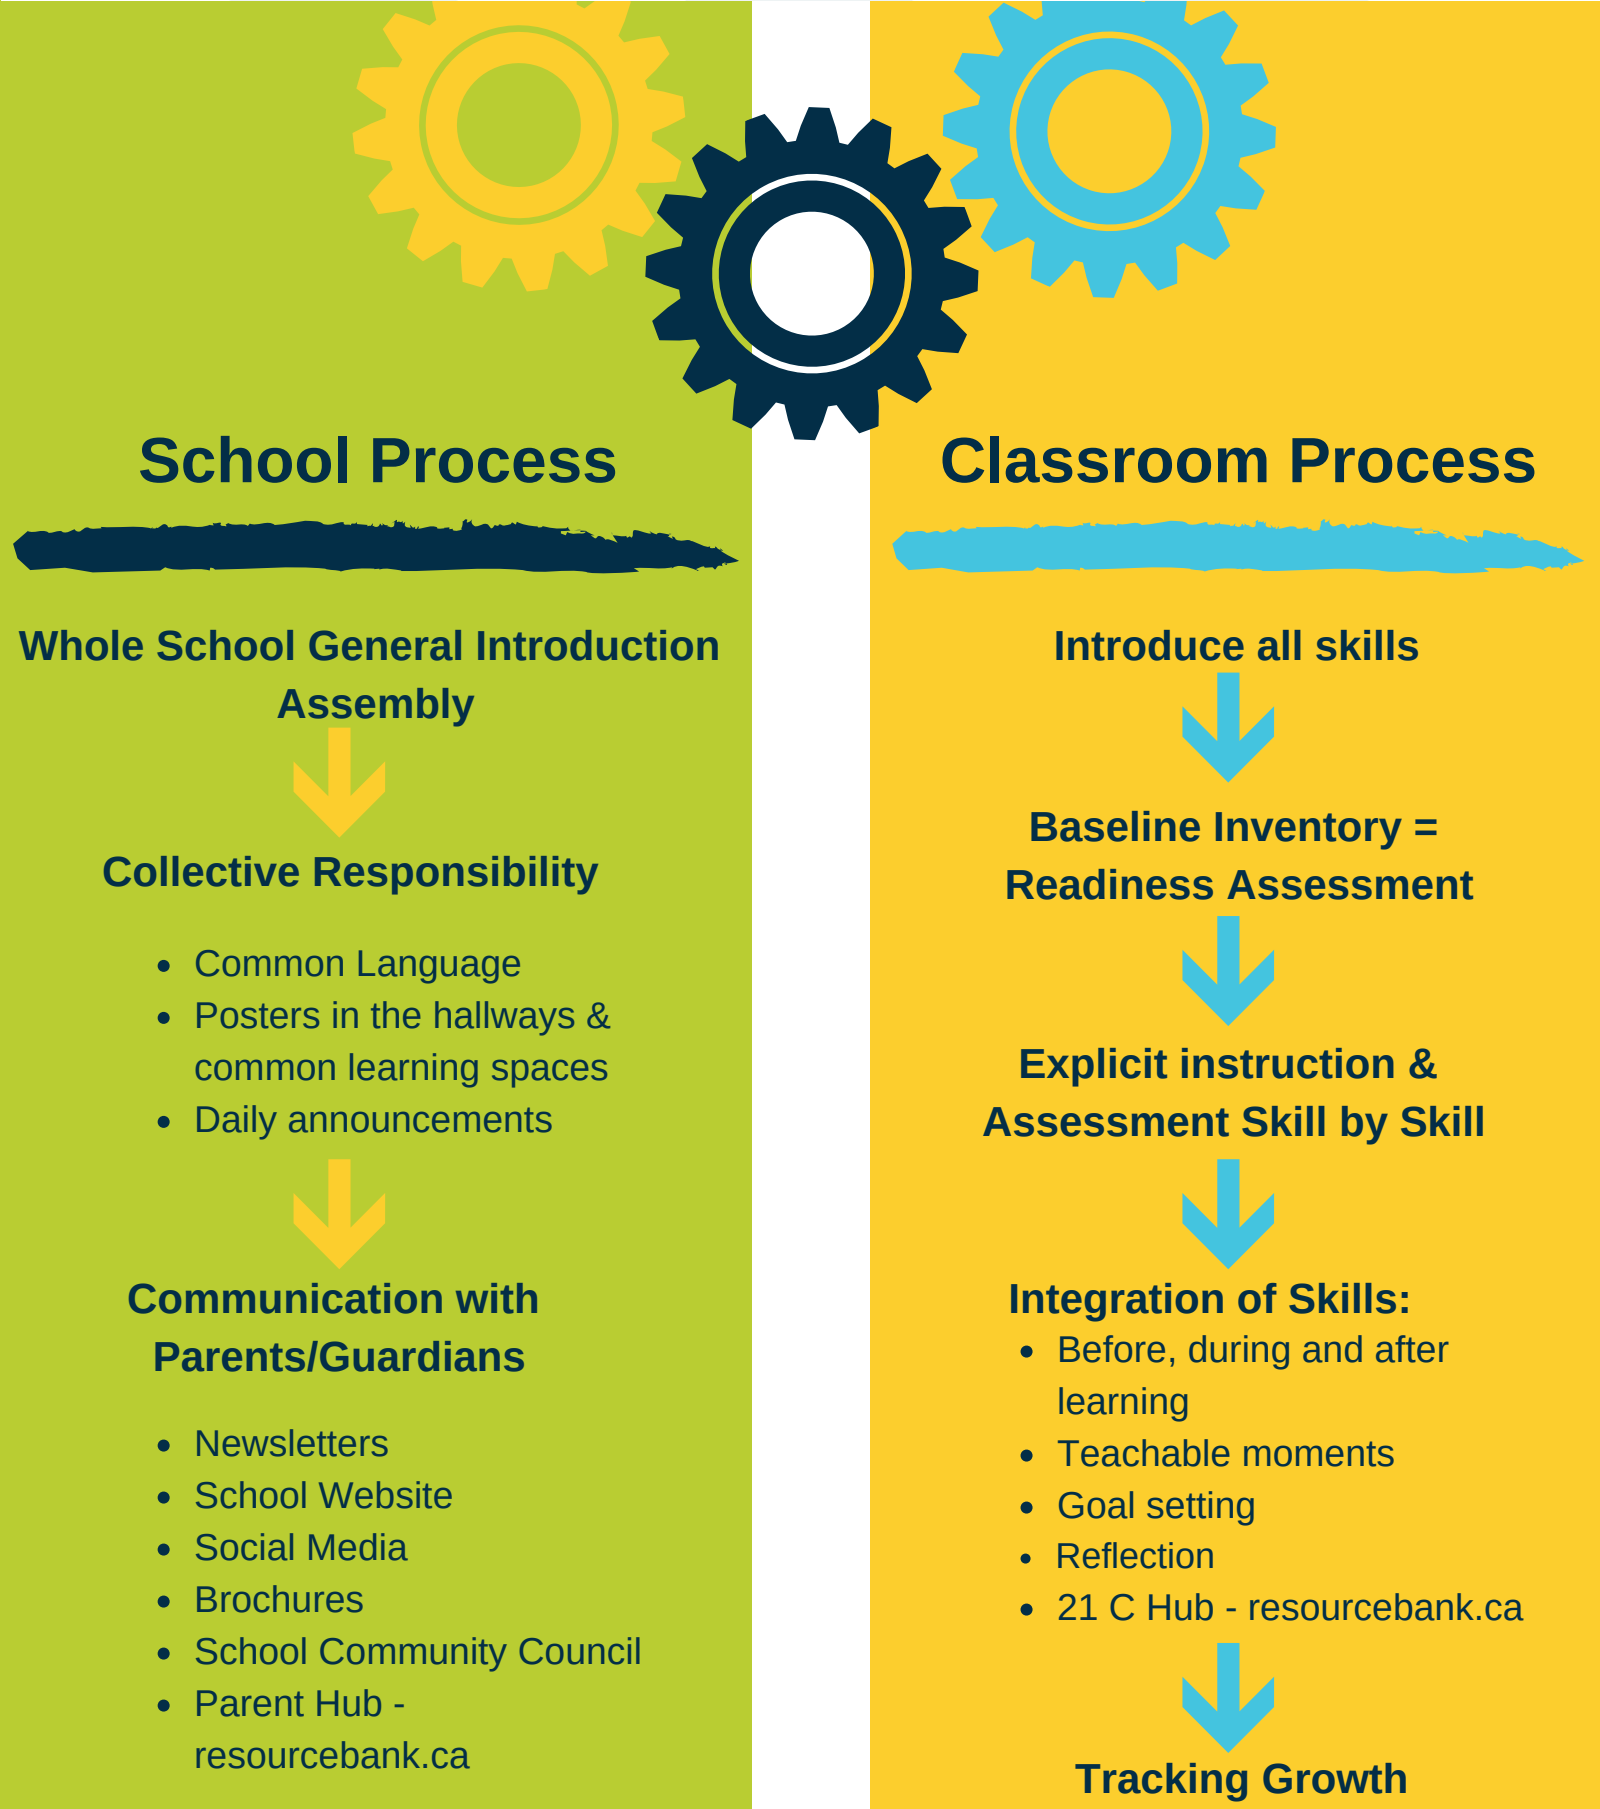 School Process
Whole School General Introduction
Assembly
Collective Responsibility
• Common Language
• Posters in the hallways &
common learning spaces
• Daily announcements
Communication with
Parents/Guardians
• Newsletters
• School Website
• Social Media
• Brochures
• School Community Council
• Parent Hub -
resourcebank.ca
Classroom Process
Introduce all skills
Baseline Inventory =
Readiness Assessment
Explicit instruction &
Assessment Skill by Skill
Integration of Skills:
• Before, during and after
learning
• Teachable moments
• Goal setting
• Reflection
• 21 C Hub - resourcebank.ca
Tracking Growth